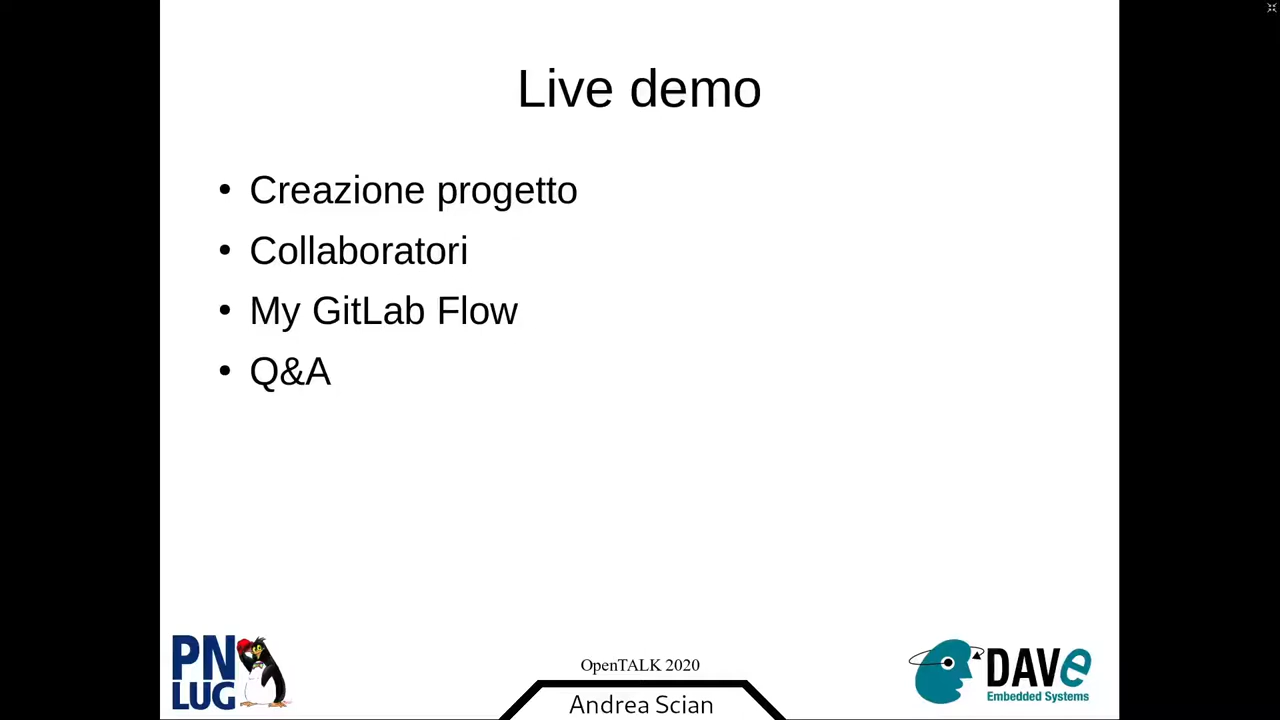 Live demo
• Creazione progetto
• Collaboratori
• My GitLab Flow
• Q&A
PN
LUG
OpenTALK 2020
Andrea Scian
DAVe
Embedded Systems